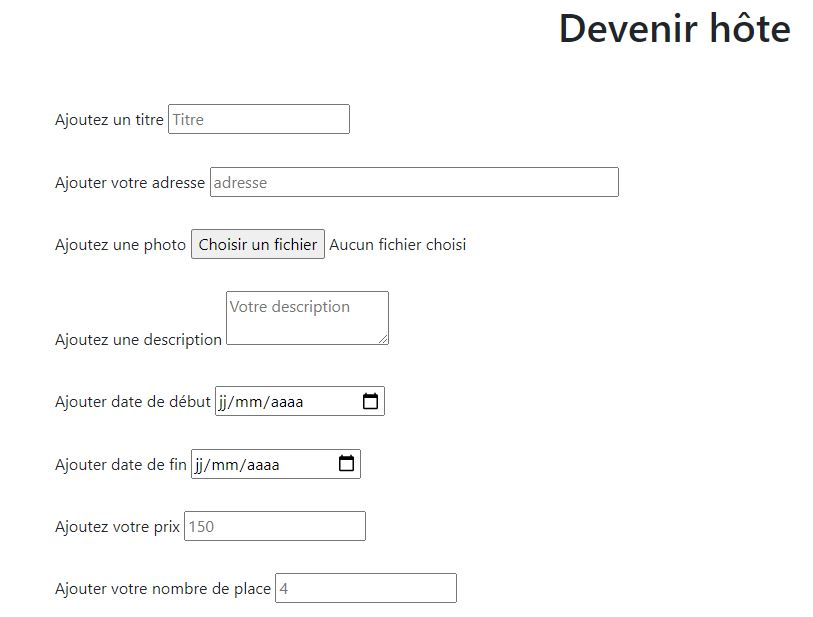 Devenir hôte
Ajoutez un titre Titre
Ajouter votre adresse adresse
Ajoutez une photo Choisir un fichier Aucun fichier choisi
Votre description
Ajoutez une description
Ajouter date de début jj/mm/aaaa
Ajouter date de fin jj/mm/aaaa
Ajoutez votre prix 150
Ajouter votre nombre de place 4